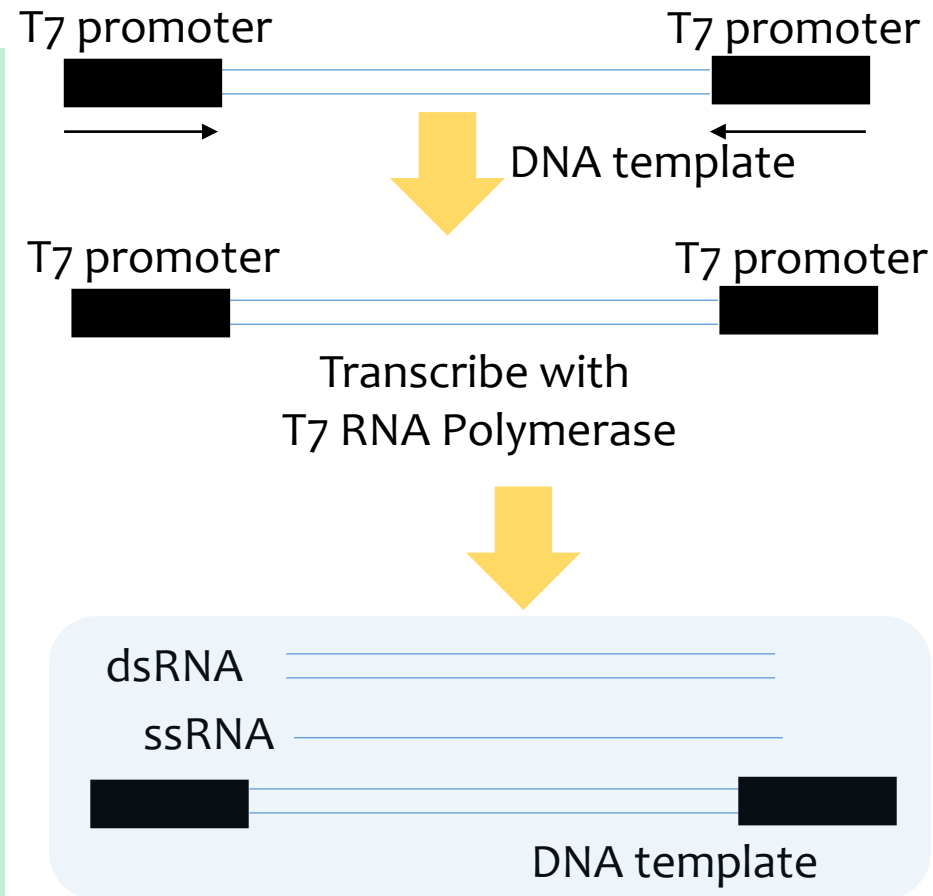 T7 promoter
T7 promoter
DNA template
T7 promoter
T7 promoter
Transcribe with
T7 RNA Polymerase
dsRNA
ssRNA
DNA template